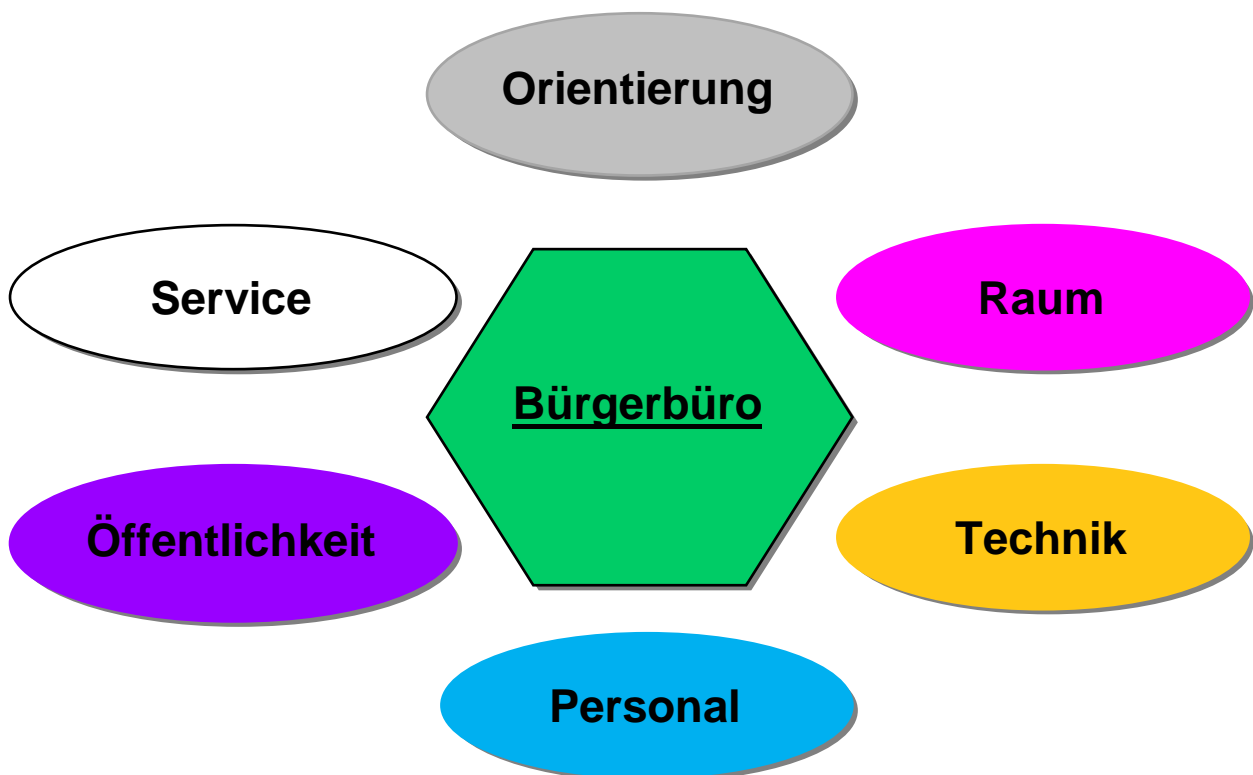 Orientierung
Service
Raum
Bürgerbüro
Öffentlichkeit
Technik
Personal